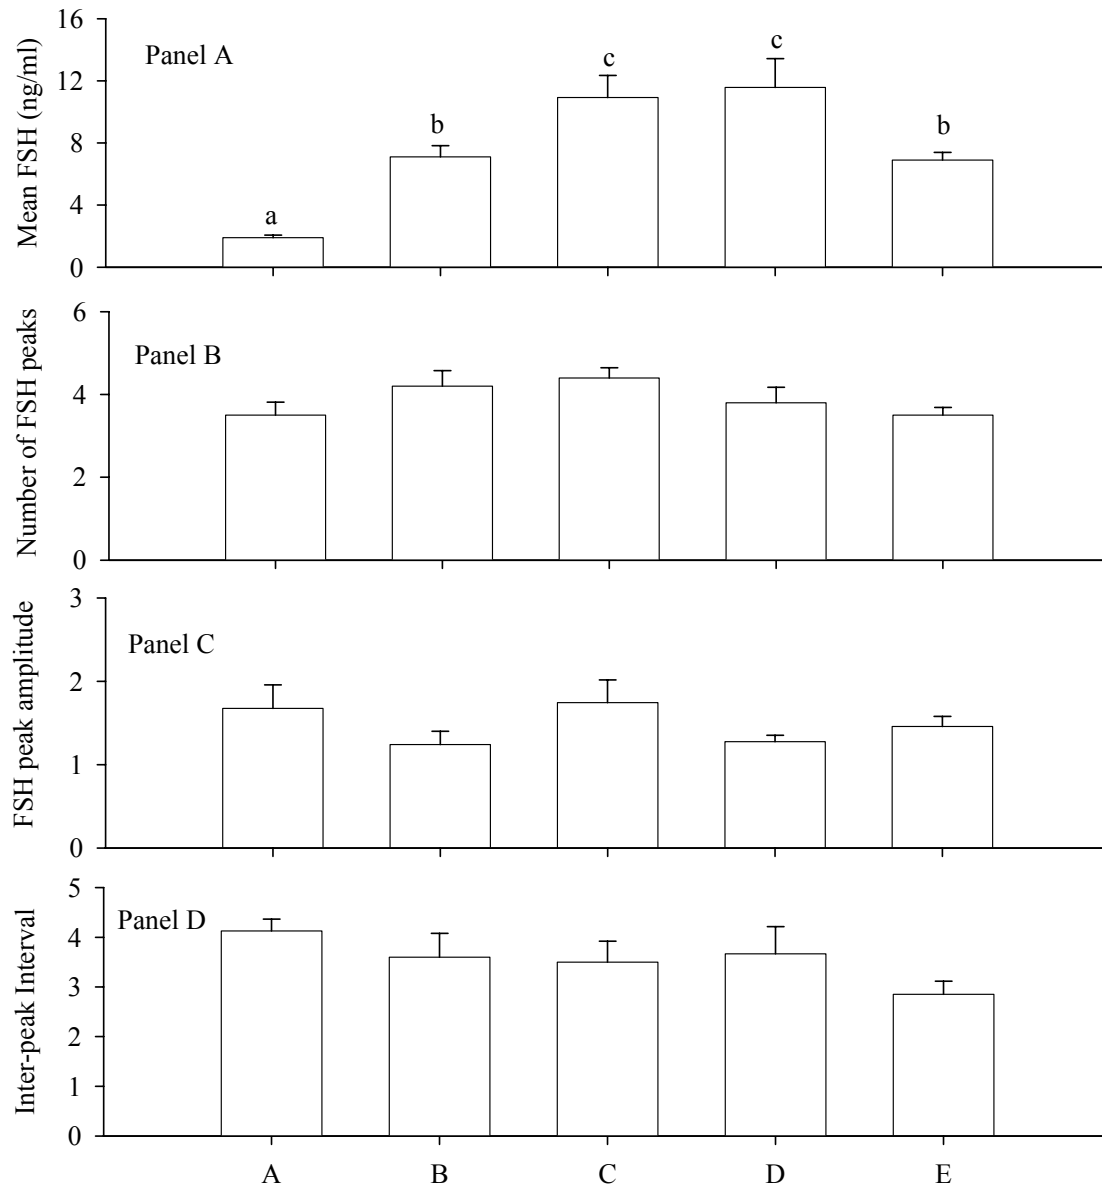 Mean FSH (ng/ml)
16
12
8
4
0
Panel A
a
b
c
c
b
Number of FSH peaks
6
4
2
0
Panel B
FSH peak amplitude
3
2
1
0
Panel C
Inter-peak Interval
5
4
3
2
1
0
Panel D
A B C D E